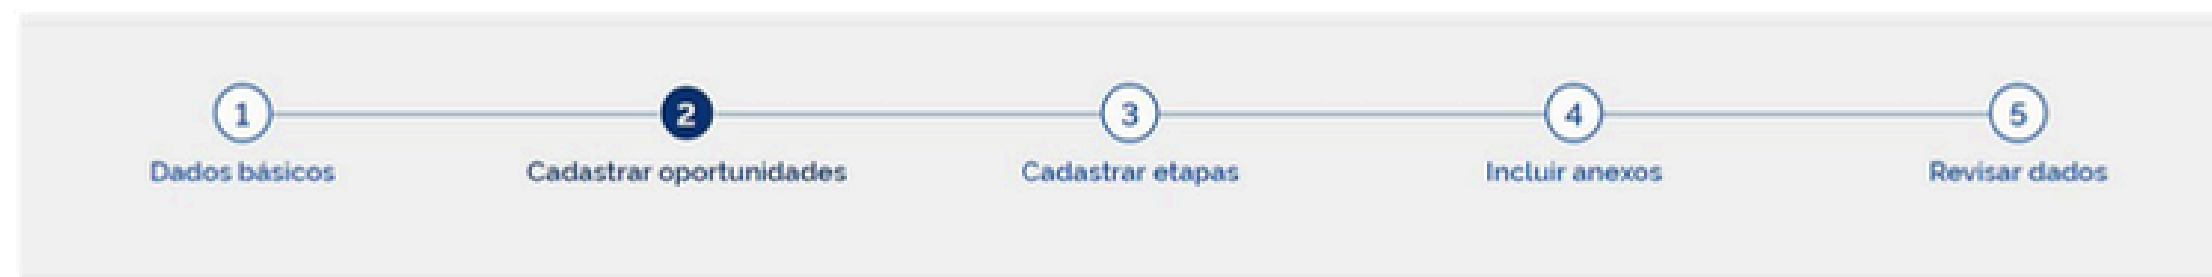 1
2
3
4
5
Dados básicos
Cadastrar oportunidades
Cadastrar etapas
Incluir anexos
Revisar dados